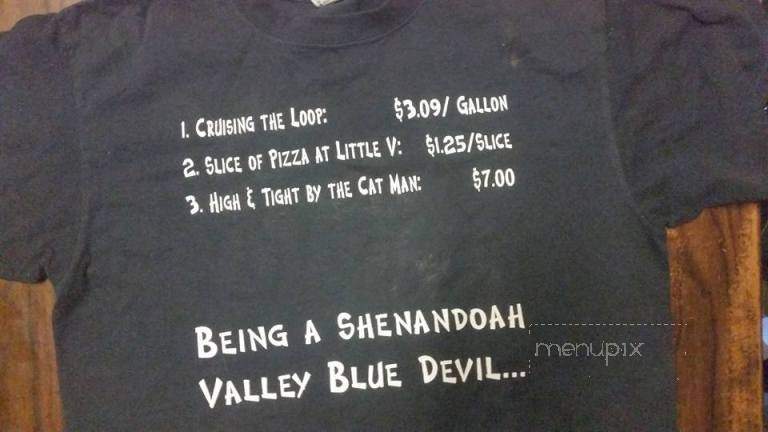 1. Cruising the Loop: $3.09/ Gallon
2. Slice of Pizza at Little V: $1.25/Slice
3. High & Tight by the Cat Man: $7.00
Being a Shenandoah
Valley Blue Devil...
menupix